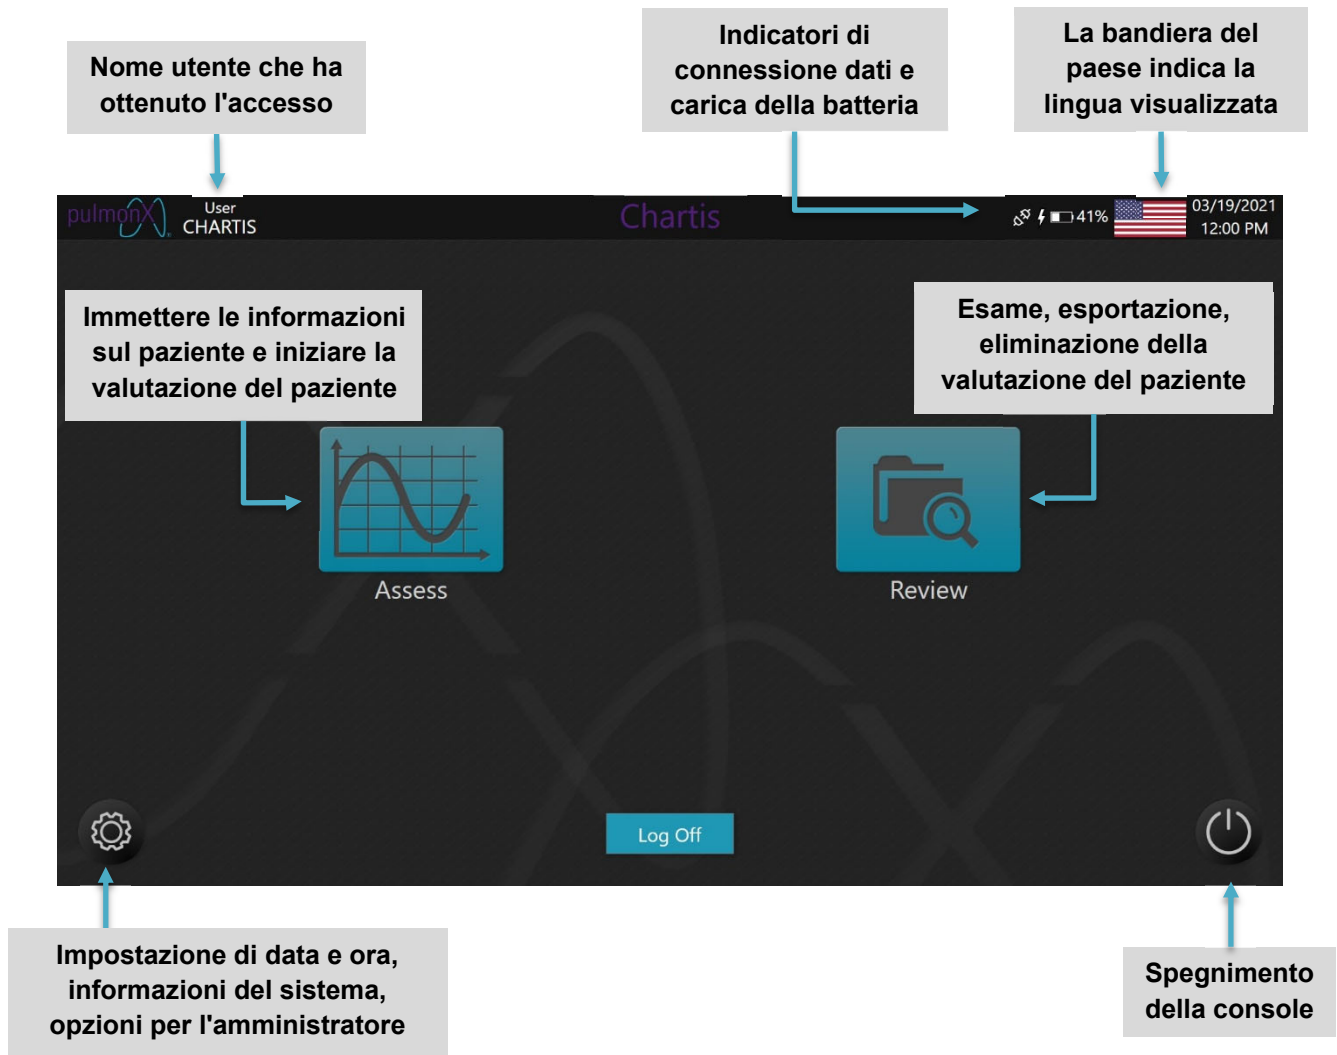 Nome utente che ha
ottenuto l'accesso
Indicatori di
connessione dati e
carica della batteria
La bandiera del
paese indica la
lingua visualizzata
pulmonX
User
CHARTIS
Chartis
41%
03/19/2021
12:00 PM
Immettere le informazioni
sul paziente e iniziare la
valutazione del paziente
Esame, esportazione,
eliminazione della
valutazione del paziente
Assess
Review
Log Off
Impostazione di data e ora,
informazioni del sistema,
opzioni per l'amministratore
Spegnimento
della console